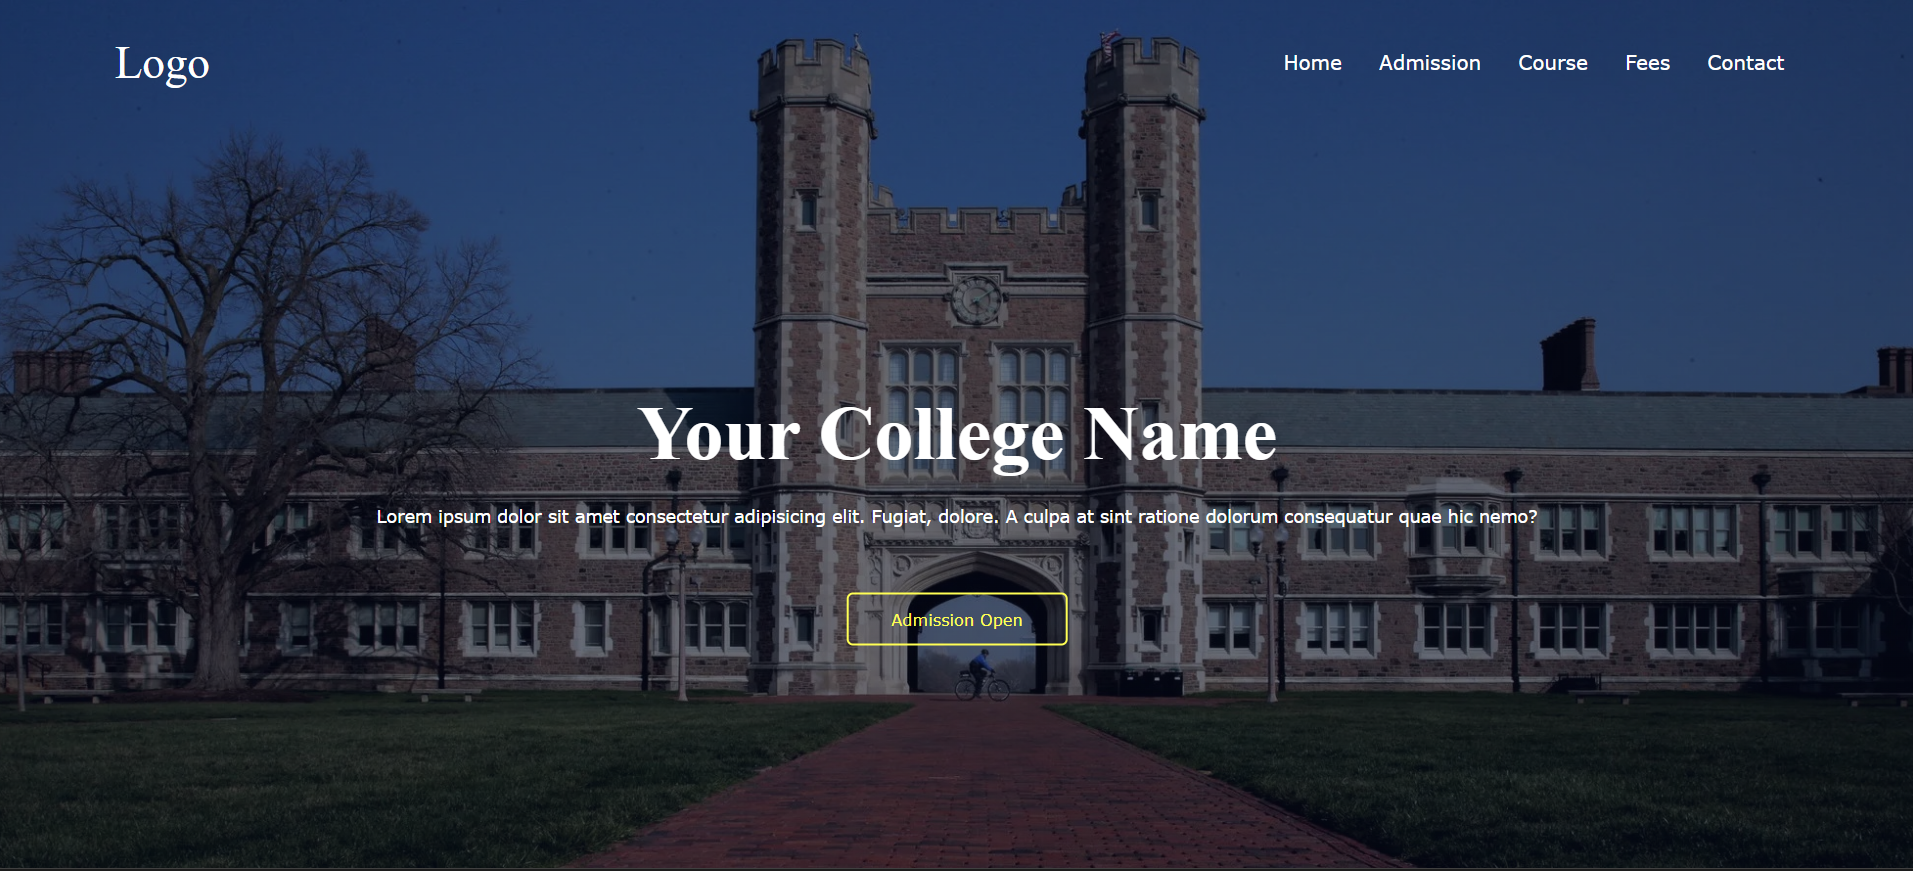 Logo
Home Admission Course Fees Contact
Your College Name
Lorem ipsum dolor sit amet consectetur adipisicing elit. Fugiat, dolore. A culpa at sint ratione dolorum consequatur quae hic nemo?
Admission Open